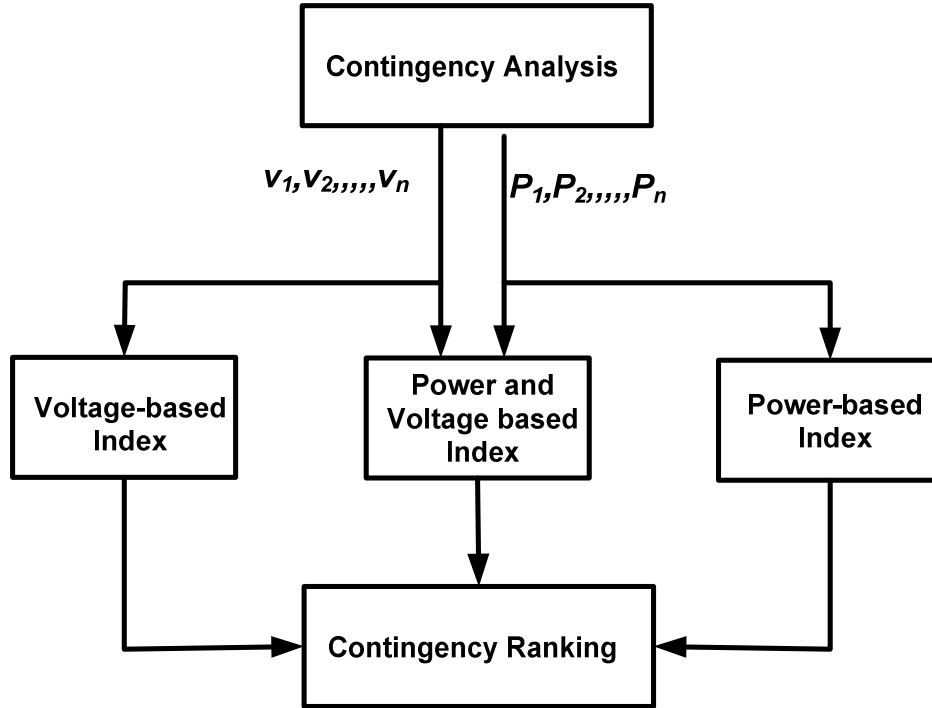 Contingency Analysis
v1,v2,,,,,vn
P1,P2,,,,,Pn
Voltage-based
Index
Power and
Voltage based
Index
Power-based
Index
Contingency Ranking